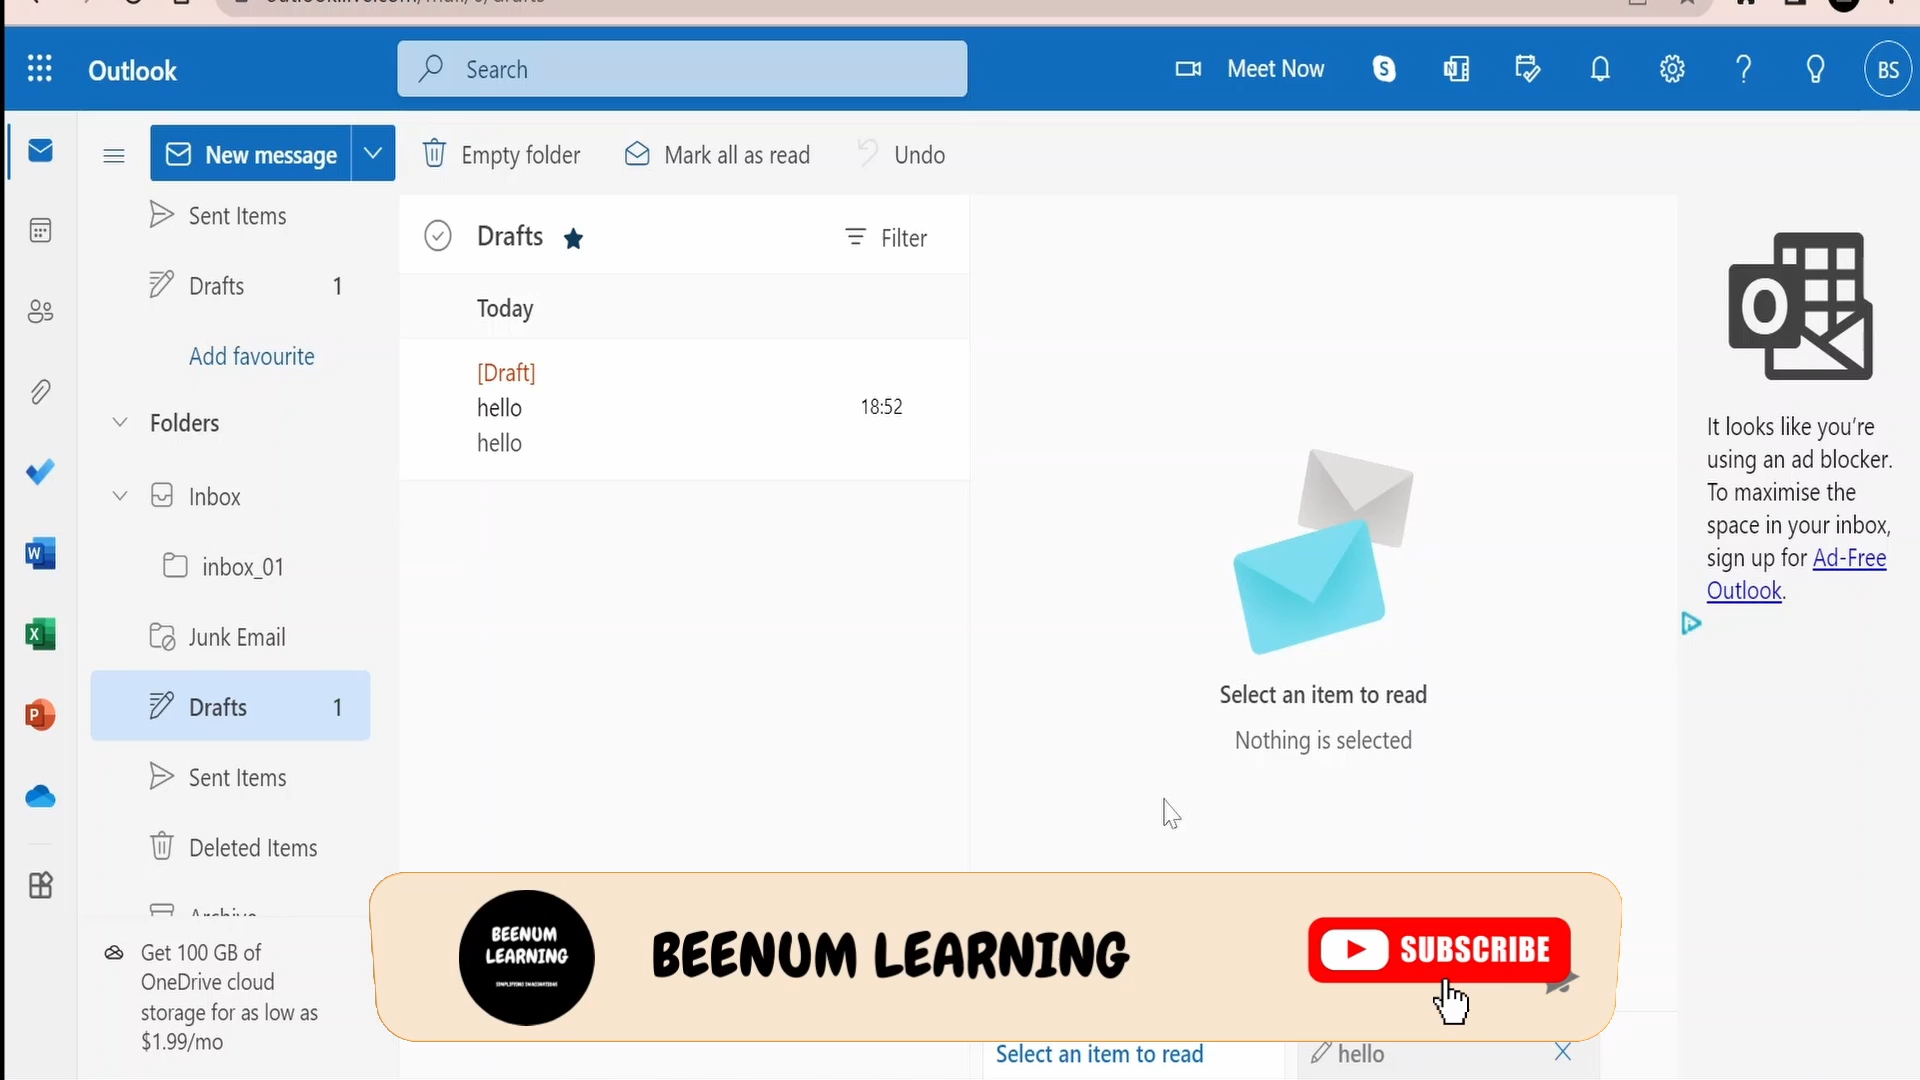 Outlook
Search
Meet Now
BS
New message
Empty folder
Mark all as read
Undo
Sent Items
Drafts 1
Add favourite
Folders
Inbox
inbox_01
Junk Email
Drafts 1
Sent Items
Deleted Items
Archive
Get 100 GB of
OneDrive cloud
storage for as low as
$1.99/mo
Drafts
Filter
Today
[Draft]
hello 18:52
hello
Select an item to read
Nothing is selected
It looks like you're
using an ad blocker.
To maximise the
space in your inbox,
sign up for Ad-Free
Outlook.
BEENUM
LEARNING
SIMPLIFYING IMAGINATIONS
BEENUM LEARNING
SUBSCRIBE
Select an item to read
hello